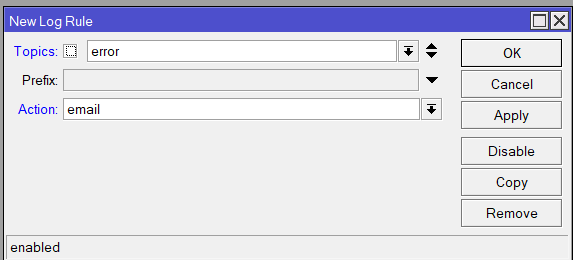 New Log Rule
Topics: error
Prefix:
Action: email
OK
Cancel
Apply
Disable
Copy
Remove
enabled